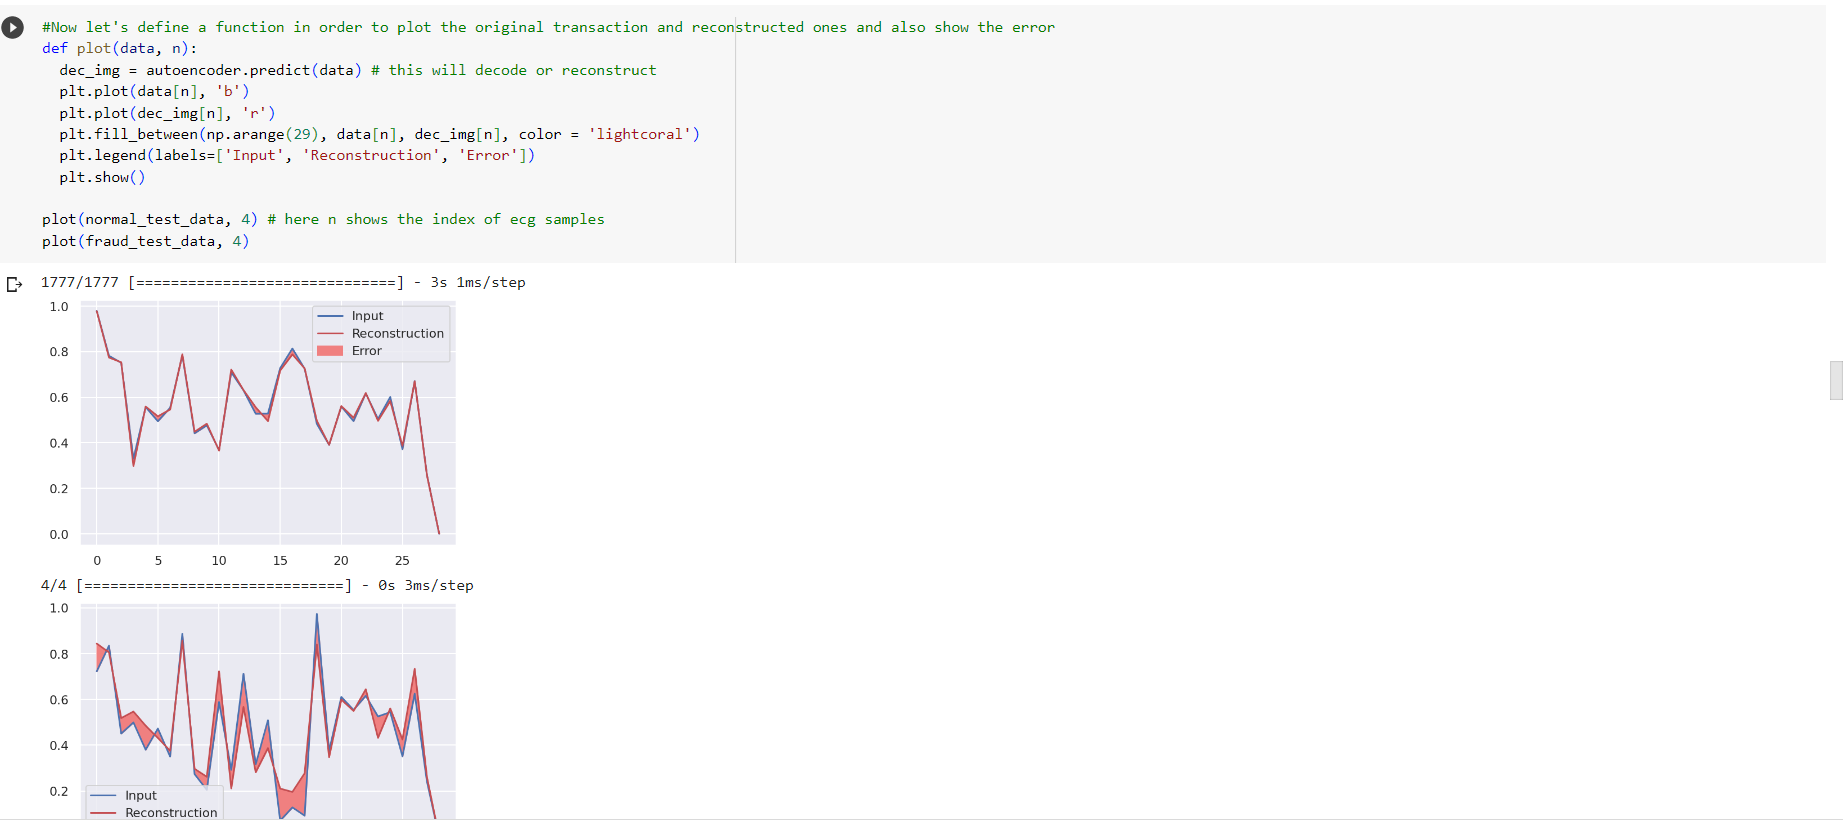 #Now let's define a function in order to plot the original transaction and reconstructed ones and also show the error
def plot(data, n):
  dec_img = autoencoder.predict(data) # this will decode or reconstruct
  plt.plot(data[n], 'b')
  plt.plot(dec_img[n], 'r')
  plt.fill_between(np.arange(29), data[n], dec_img[n], color = 'lightcoral')
  plt.legend(labels=['Input', 'Reconstruction', 'Error'])
  plt.show()

plot(normal_test_data, 4) # here n shows the index of ecg samples
plot(fraud_test_data, 4)
1777/1777 [==============================] - 3s 1ms/step
1.0
Input
Reconstruction
Error
0.8
0.6
0.4
0.2
0.0
0 5 10 15 20 25
4/4 [==============================] - 0s 3ms/step
1.0
0.8
0.6
0.4
0.2
Input
Reconstruction